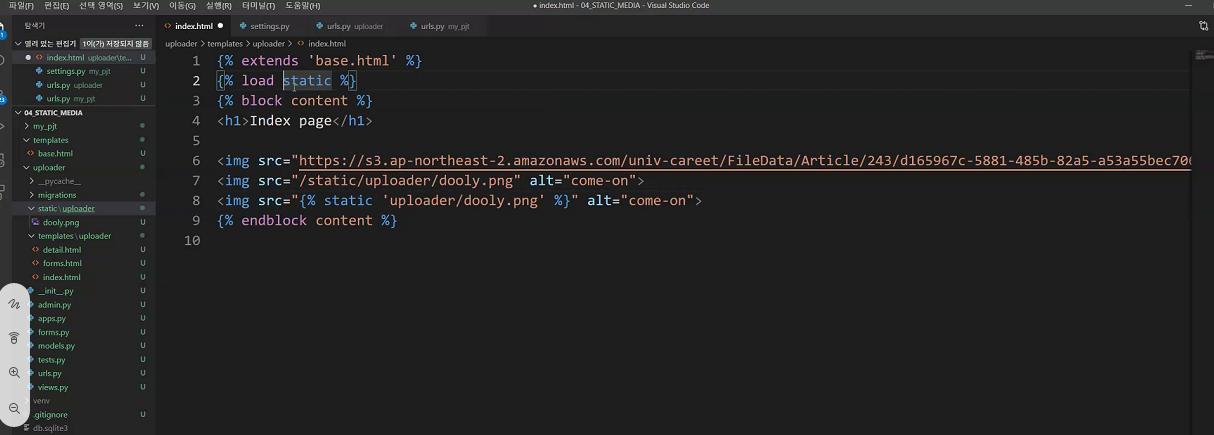 파일(F) 편집(E) 선택 영역(S) 보기(V) 이동(G) 실행(R) 터미널(T) 도움말(H)
● index.html - 04_STATIC_MEDIA - Visual Studio Code
탐색기 ···
열려 있는 편집기 1이(가) 저장되지 않음
● index.html uploader\te... U
settings.py my_pjt U
urls.py uploader U
urls.py my_pjt U
04_STATIC_MEDIA
my_pjt
templates
base.html U
uploader
__pycache__
migrations
static \ uploader
dooly.png U
templates \ uploader
detail.html U
forms.html U
index.html U
__init__.py U
admin.py U
apps.py U
forms.py U
models.py U
tests.py U
urls.py U
views.py U
venv
.gitignore U
db.sqlite3
index.html ● settings.py urls.py uploader urls.py my_pjt
uploader > templates > uploader > index.html
1 {% extends 'base.html' %}
2 {% load static %}
3 {% block content %}
4 <h1>Index page</h1>
5
6 <img src="https://s3.ap-northeast-2.amazonaws.com/univ-careet/FileData/Article/243/d165967c-5881-485b-82a5-a53a55bec706
7 <img src="/static/uploader/dooly.png" alt="come-on">
8 <img src="{% static 'uploader/dooly.png' %}" alt="come-on">
9 {% endblock content %}
10